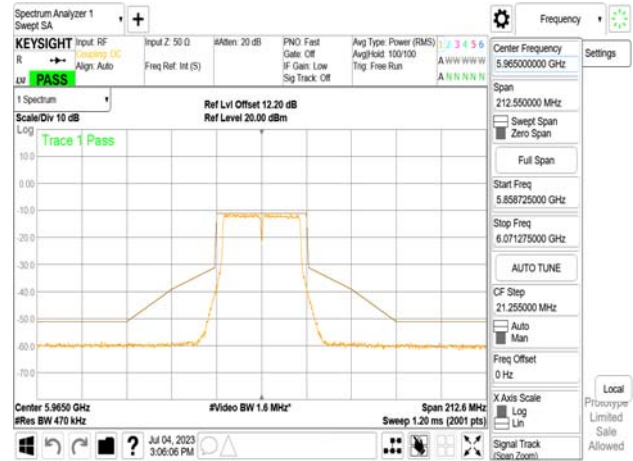 Spectrum Analyzer 1
Swept SA
+
Frequency
KEYSIGHT Input: RF Input Z: 50 Ω #Atten: 20 dB PNO: Fast Avg Type: Power (RMS) 1 2 3 4 5 6
R Coupling: DC Gate: Off Avg|Hold: 100/100 A W W W W W
Align: Auto Freq Ref: Int (S) IF Gain: Low Trig: Free Run
LV PASS Sig Track: Off A N N N N N
1 Spectrum
Scale/Div 10 dB
Ref Lvl Offset 12.20 dB
Ref Level 20.00 dBm
Log
Trace 1 Pass
10.0
0.00
-10.0
-20.0
-30.0
-40.0
-50.0
-60.0
-70.0
Center 5.9650 GHz #Video BW 1.6 MHz* Span 212.6 MHz
#Res BW 470 kHz Sweep 1.20 ms (2001 pts)
?
Jul 04, 2023
3:06:06 PM
Center Frequency
5.965000000 GHz
Settings
Span
212.550000 MHz
Swept Span
Zero Span
Full Span
Start Freq
5.858725000 GHz
Stop Freq
6.071275000 GHz
AUTO TUNE
CF Step
21.255000 MHz
Auto
Man
Freq Offset
0 Hz
X Axis Scale
Log
Lin
Signal Track
(Span Zoom)
Local
Prototype
Limited
Sale
Allowed